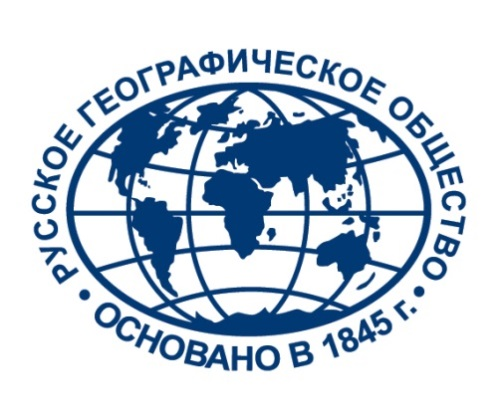 • РУССКОЕ ГЕОГРАФИЧЕСКОЕ ОБЩЕСТВО •
ОСНОВАНО В 1845 г.